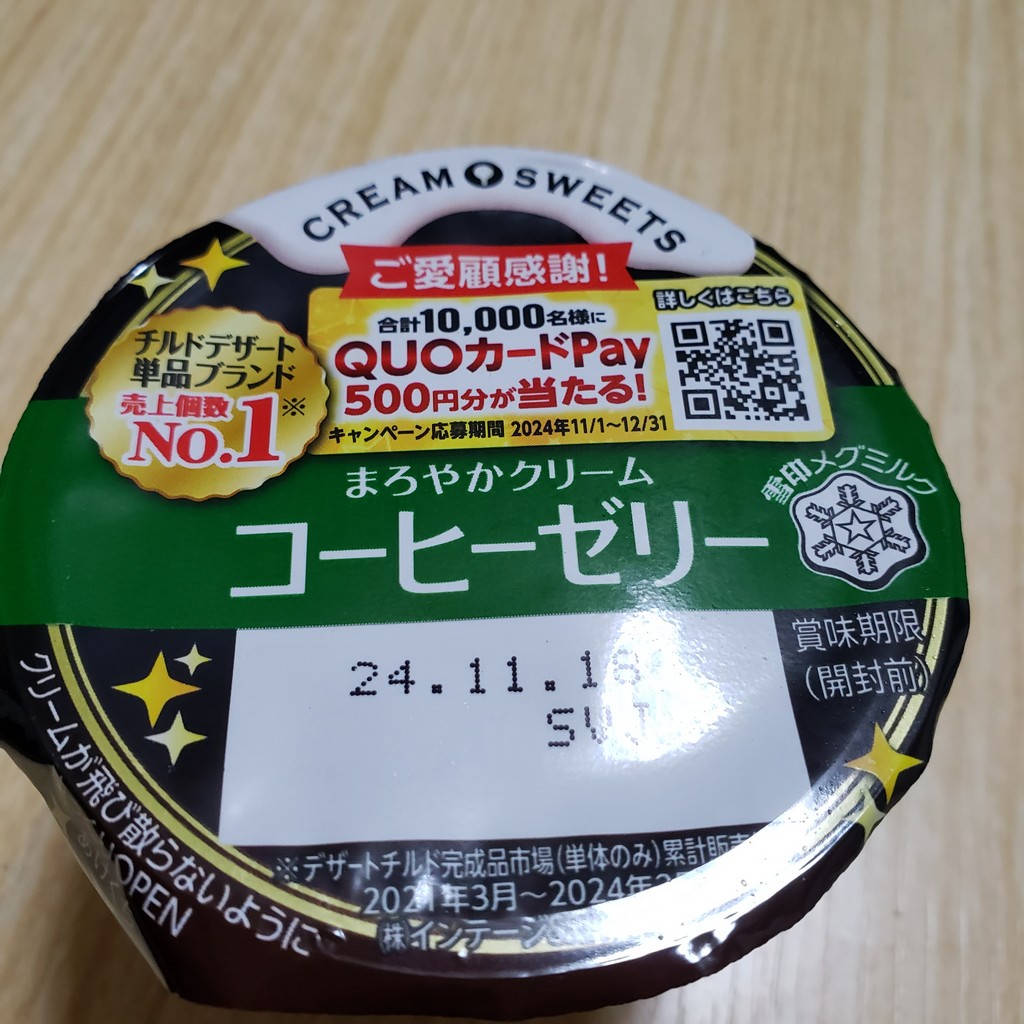 CREAM SWEETS
ご愛顧感謝!
合計10,000名様に
QUOカードPay
500円分が当たる!
キャンペーン応募期間 2024年11/1~12/31
詳しくはこちら
チルドデザート
単品ブランド
売上個数※
No.1
まろやかクリーム
コーヒーゼリー
雪印メグミルク
賞味期限
(開封前)
24.11.18
クリームが飛び散らないように
OPEN
※デザートチルド完成品市場(単体のみ)累計販売
2021年3月~2024年
(株)インテージ